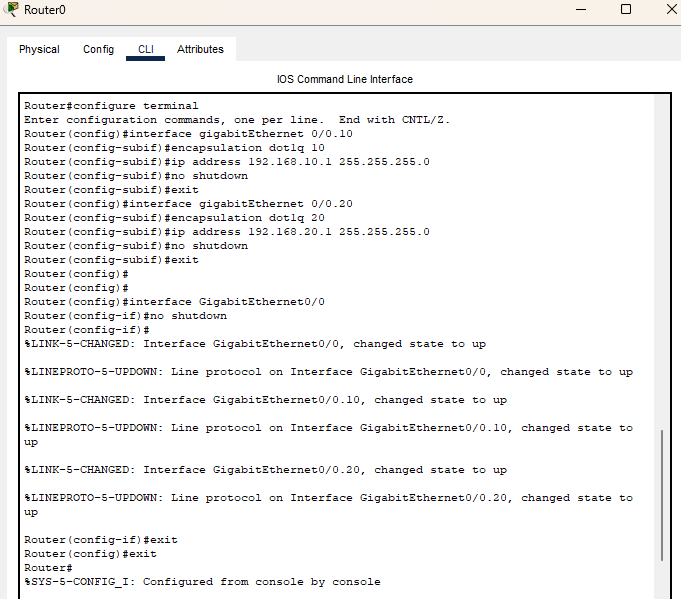 Router0
Physical Config CLI Attributes
IOS Command Line Interface
Router#configure terminal
Enter configuration commands, one per line.  End with CNTL/Z.
Router(config)#interface gigabitEthernet 0/0.10
Router(config-subif)#encapsulation dot1q 10
Router(config-subif)#ip address 192.168.10.1 255.255.255.0
Router(config-subif)#no shutdown
Router(config-subif)#exit
Router(config)#interface gigabitEthernet 0/0.20
Router(config-subif)#encapsulation dot1q 20
Router(config-subif)#ip address 192.168.20.1 255.255.255.0
Router(config-subif)#no shutdown
Router(config-subif)#exit
Router(config)#
Router(config)#
Router(config)#interface GigabitEthernet0/0
Router(config-if)#no shutdown
Router(config-if)#
%LINK-5-CHANGED: Interface GigabitEthernet0/0, changed state to up
%LINEPROTO-5-UPDOWN: Line protocol on Interface GigabitEthernet0/0, changed state to up
%LINK-5-CHANGED: Interface GigabitEthernet0/0.10, changed state to up
%LINEPROTO-5-UPDOWN: Line protocol on Interface GigabitEthernet0/0.10, changed state to
up
%LINK-5-CHANGED: Interface GigabitEthernet0/0.20, changed state to up
%LINEPROTO-5-UPDOWN: Line protocol on Interface GigabitEthernet0/0.20, changed state to
up
Router(config-if)#exit
Router(config)#exit
Router#
%SYS-5-CONFIG_I: Configured from console by console